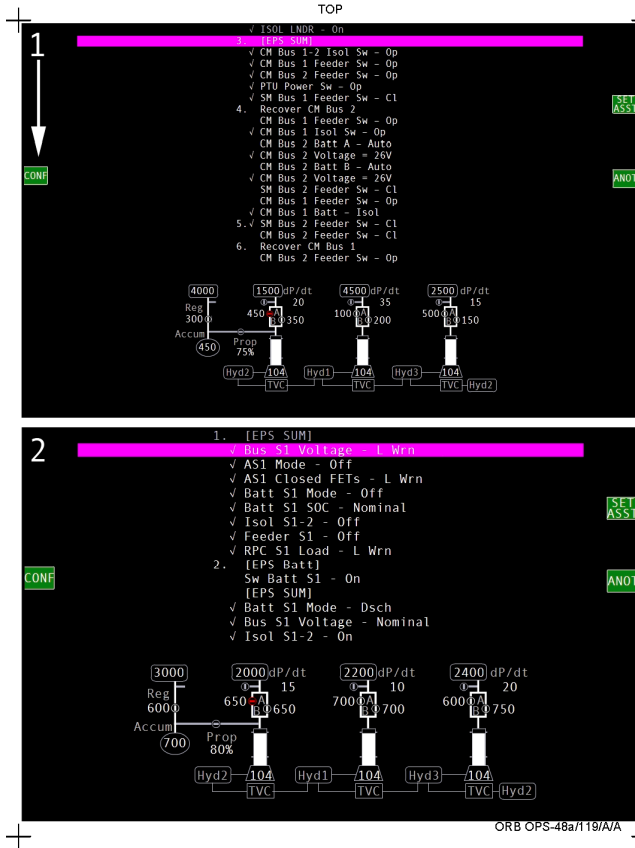 TOP
1
√ ISOL LNDR - On
3. [EPS SUM]
√ CM Bus 1-2 Isol Sw - Op
√ CM Bus 1 Feeder Sw - Op
√ CM Bus 2 Feeder Sw - Op
√ PTU Power Sw - Op
√ SM Bus 1 Feeder Sw - Cl
4. Recover CM Bus 2
CM Bus 1 Feeder Sw - Op
√ CM Bus 1 Isol Sw - Op
CM Bus 2 Batt A - Auto
√ CM Bus 2 Voltage = 26V
CM Bus 2 Batt B - Auto
√ CM Bus 2 Voltage = 26V
SM Bus 2 Feeder Sw - Cl
CM Bus 1 Feeder Sw - Op
√ CM Bus 1 Batt - Isol
5.√ SM Bus 2 Feeder Sw - Cl
CM Bus 2 Feeder Sw - Cl
6. Recover CM Bus 1
CM Bus 2 Feeder Sw - Op
SET
ASST
CONF
ANOT
4000 1500 dP/dt 4500 dP/dt 2500 dP/dt
20 35 15
Reg
300 450 A B 350 100 A B 200 500 A B 150
Accum
450
Prop
75%
Hyd2 104 Hyd1 104 Hyd3 104
TVC TVC TVC Hyd2
2
1. [EPS SUM]
√ Bus S1 Voltage - L Wrn
√ AS1 Mode - Off
√ AS1 Closed FETs - L Wrn
√ Batt S1 Mode - Off
√ Batt S1 SOC - Nominal
√ Isol S1-2 - Off
√ Feeder S1 - Off
√ RPC S1 Load - L Wrn
2. [EPS Batt]
Sw Batt S1 - On
[EPS SUM]
√ Batt S1 Mode - Dsch
√ Bus S1 Voltage - Nominal
√ Isol S1-2 - On
SET
ASST
CONF
ANOT
3000 2000 dP/dt 2200 dP/dt 2400 dP/dt
15 10 20
Reg
600 650 A B 650 700 A B 700 600 A B 750
Accum
700
Prop
80%
Hyd2 104 Hyd1 104 Hyd3 104
TVC TVC TVC Hyd2
ORB OPS-48a/119/A/A